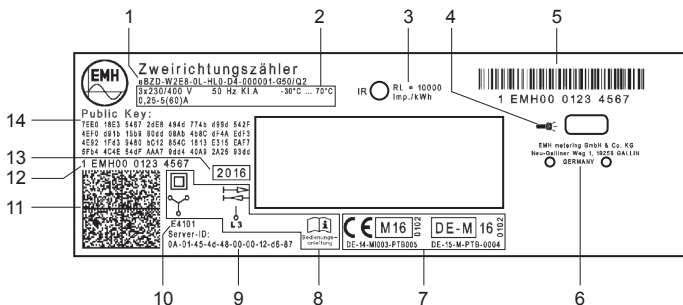 1
2
3
4
5
EMH
Zweirichtungszähler
eBZD-W2E8-0L-HL0-D4-000001-G50/Q2
3x230/400 V 50 Hz Kl.A -30°C ... 70°C
0,25-5(60)A
IR
RL = 10000
Imp./kWh
1 EMH00 0123 4567
14
Public Key:
7EE0 18E3 5467 2dE8 494d 774b d99d 542F
4EF0 d91b 15b9 60dd 08Ab 4b8C dF4A EdF3
4E92 1Fd3 9480 bC12 854C 1813 E315 EAF7
5Fb4 4C4E 54dF AAA7 9dd4 40A9 2A25 93dd
EMH metering GmbH & Co. KG
Neu-Galliner Weg 1, 19258 GALLIN
GERMANY
13
1 EMH00 0123 4567
12
2016
11
L3
E4101
Server-ID:
0A-01-45-4d-48-00-00-12-d6-87
Bedienungs-
anleitung
CE M16 0102
DE-14-MI003-PTB005
DE-M 16 0102
DE-15-M-PTB-0004
10
9
8
7
6